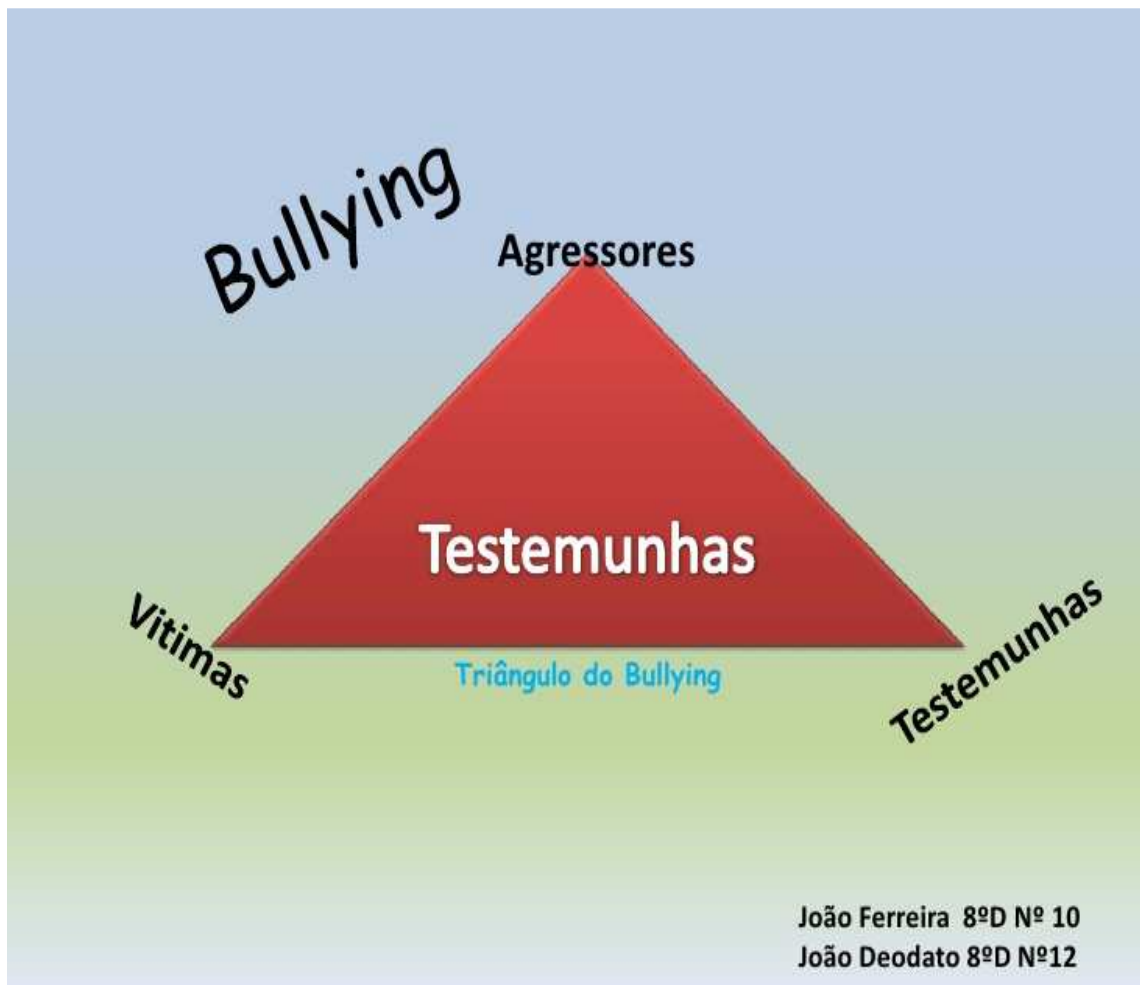 Bullying
Agressores
Testemunhas
Vitimas
Testemunhas
Triângulo do Bullying
João Ferreira  8ºD Nº 10
João Deodato 8ºD Nº12